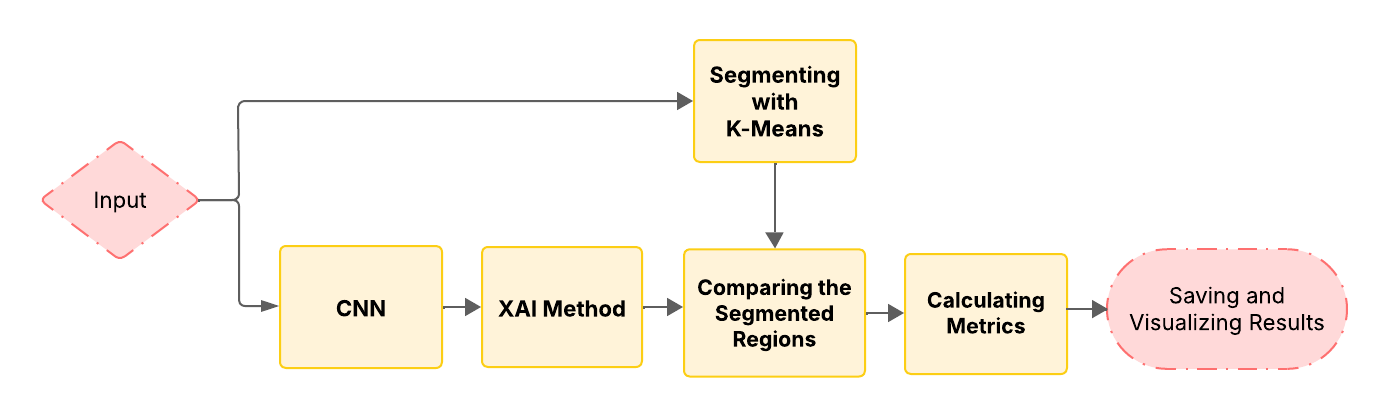 Segmenting
with
K-Means
Input
CNN
XAI Method
Comparing the
Segmented
Regions
Calculating
Metrics
Saving and
Visualizing Results